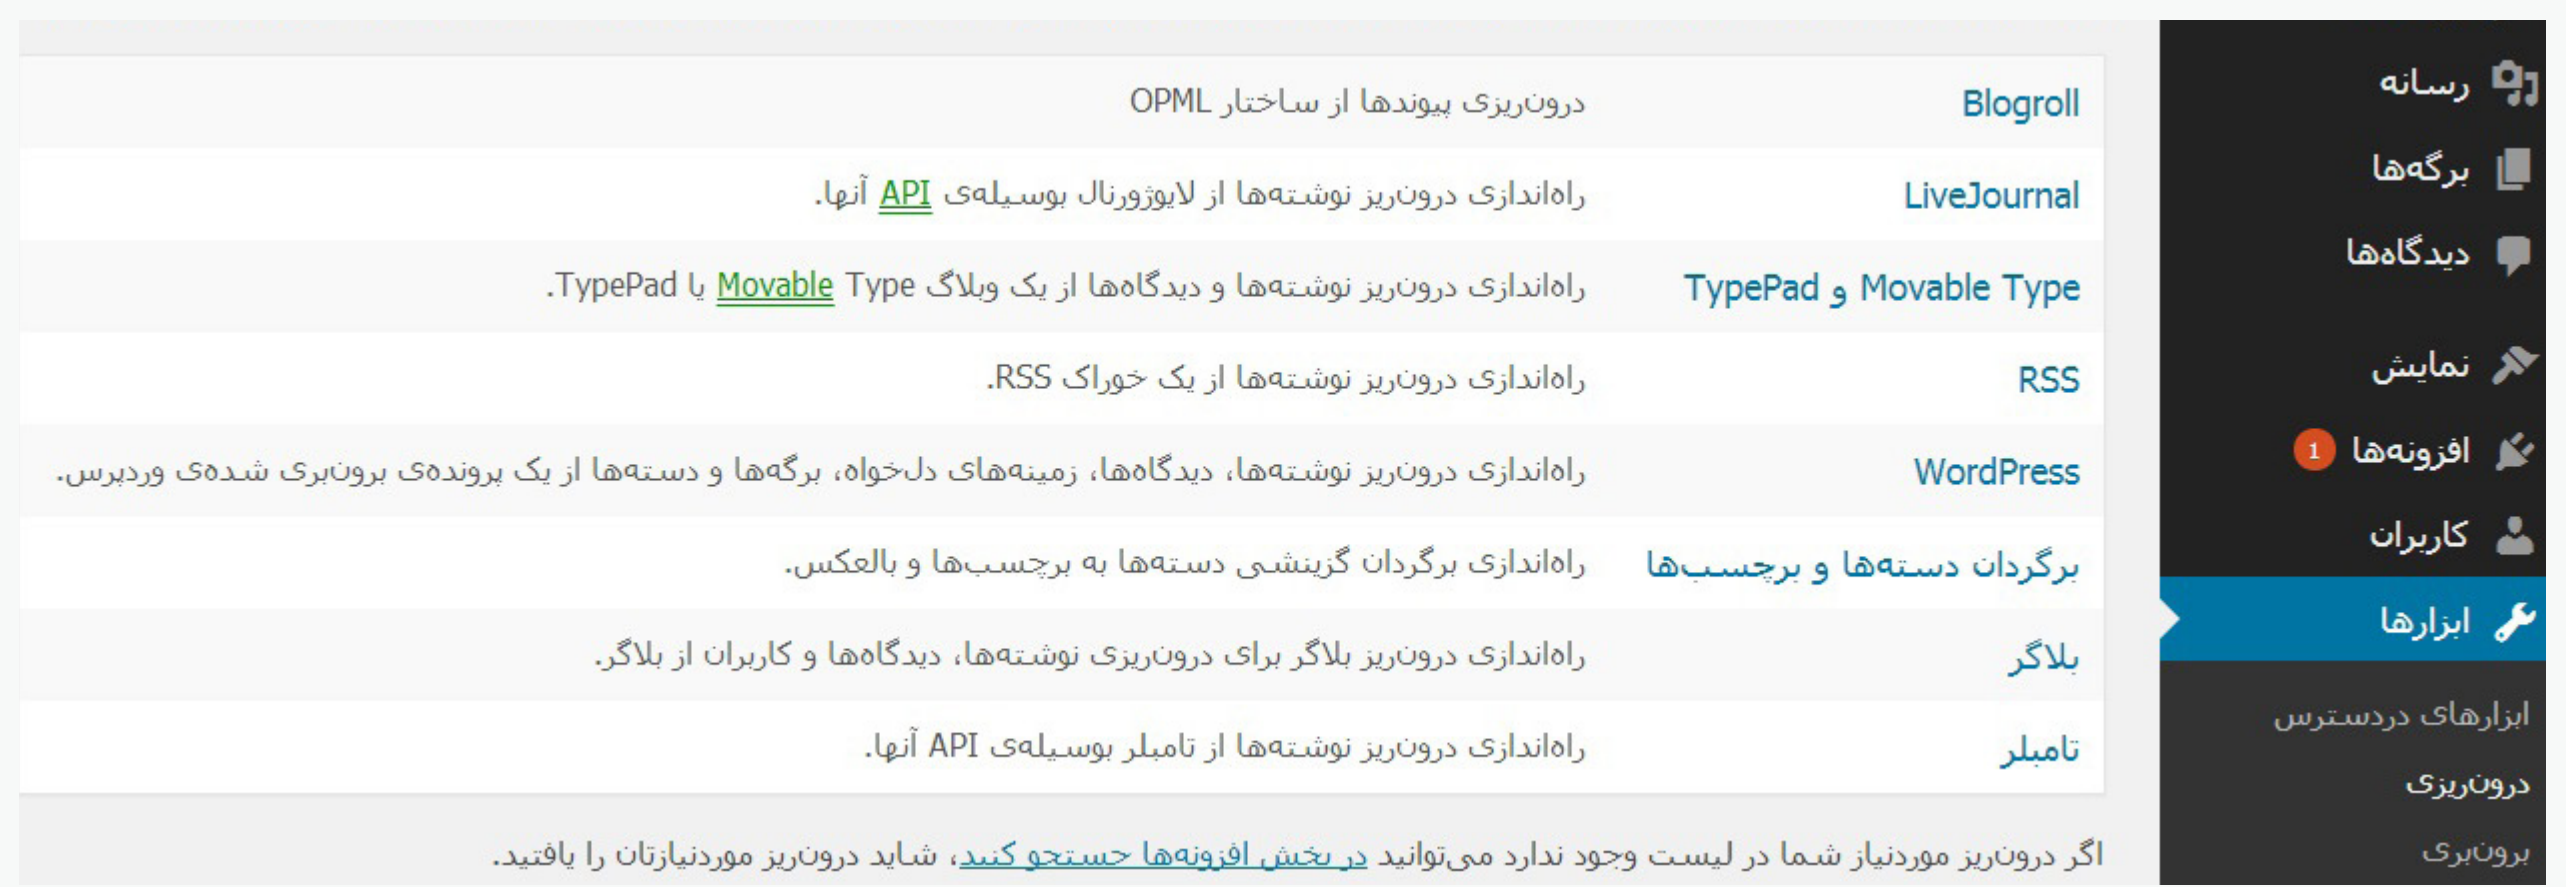 رسانه
برگه‌ها
دیدگاه‌ها
نمایش
افزونه‌ها 1
کاربران
ابزارها
ابزارهای دردسترس
درون‌ریزی
برون‌بری
Blogroll درون‌ریزی پیوندها از ساختار OPML
LiveJournal راه‌اندازی درون‌ریز نوشته‌ها از لایوژورنال بوسیله‌ی API آنها.
Movable Type و TypePad راه‌اندازی درون‌ریز نوشته‌ها و دیدگاه‌ها از یک وبلاگ Movable Type یا TypePad.
RSS راه‌اندازی درون‌ریز نوشته‌ها از یک خوراک RSS.
WordPress راه‌اندازی درون‌ریز نوشته‌ها، دیدگاه‌ها، زمینه‌های دلخواه، برگه‌ها و دسته‌ها از یک پرونده‌ی برون‌بری شده‌ی وردپرس.
برگردان دسته‌ها و برچسب‌ها راه‌اندازی برگردان گزینشی دسته‌ها به برچسب‌ها و بالعکس.
بلاگر راه‌اندازی درون‌ریز بلاگر برای درون‌ریزی نوشته‌ها، دیدگاه‌ها و کاربران از بلاگر.
تامبلر راه‌اندازی درون‌ریز نوشته‌ها از تامبلر بوسیله‌ی API آنها.
اگر درون‌ریز موردنیاز شما در لیست وجود ندارد می‌توانید در بخش افزونه‌ها جستجو کنید، شاید درون‌ریز موردنیازتان را یافتید.